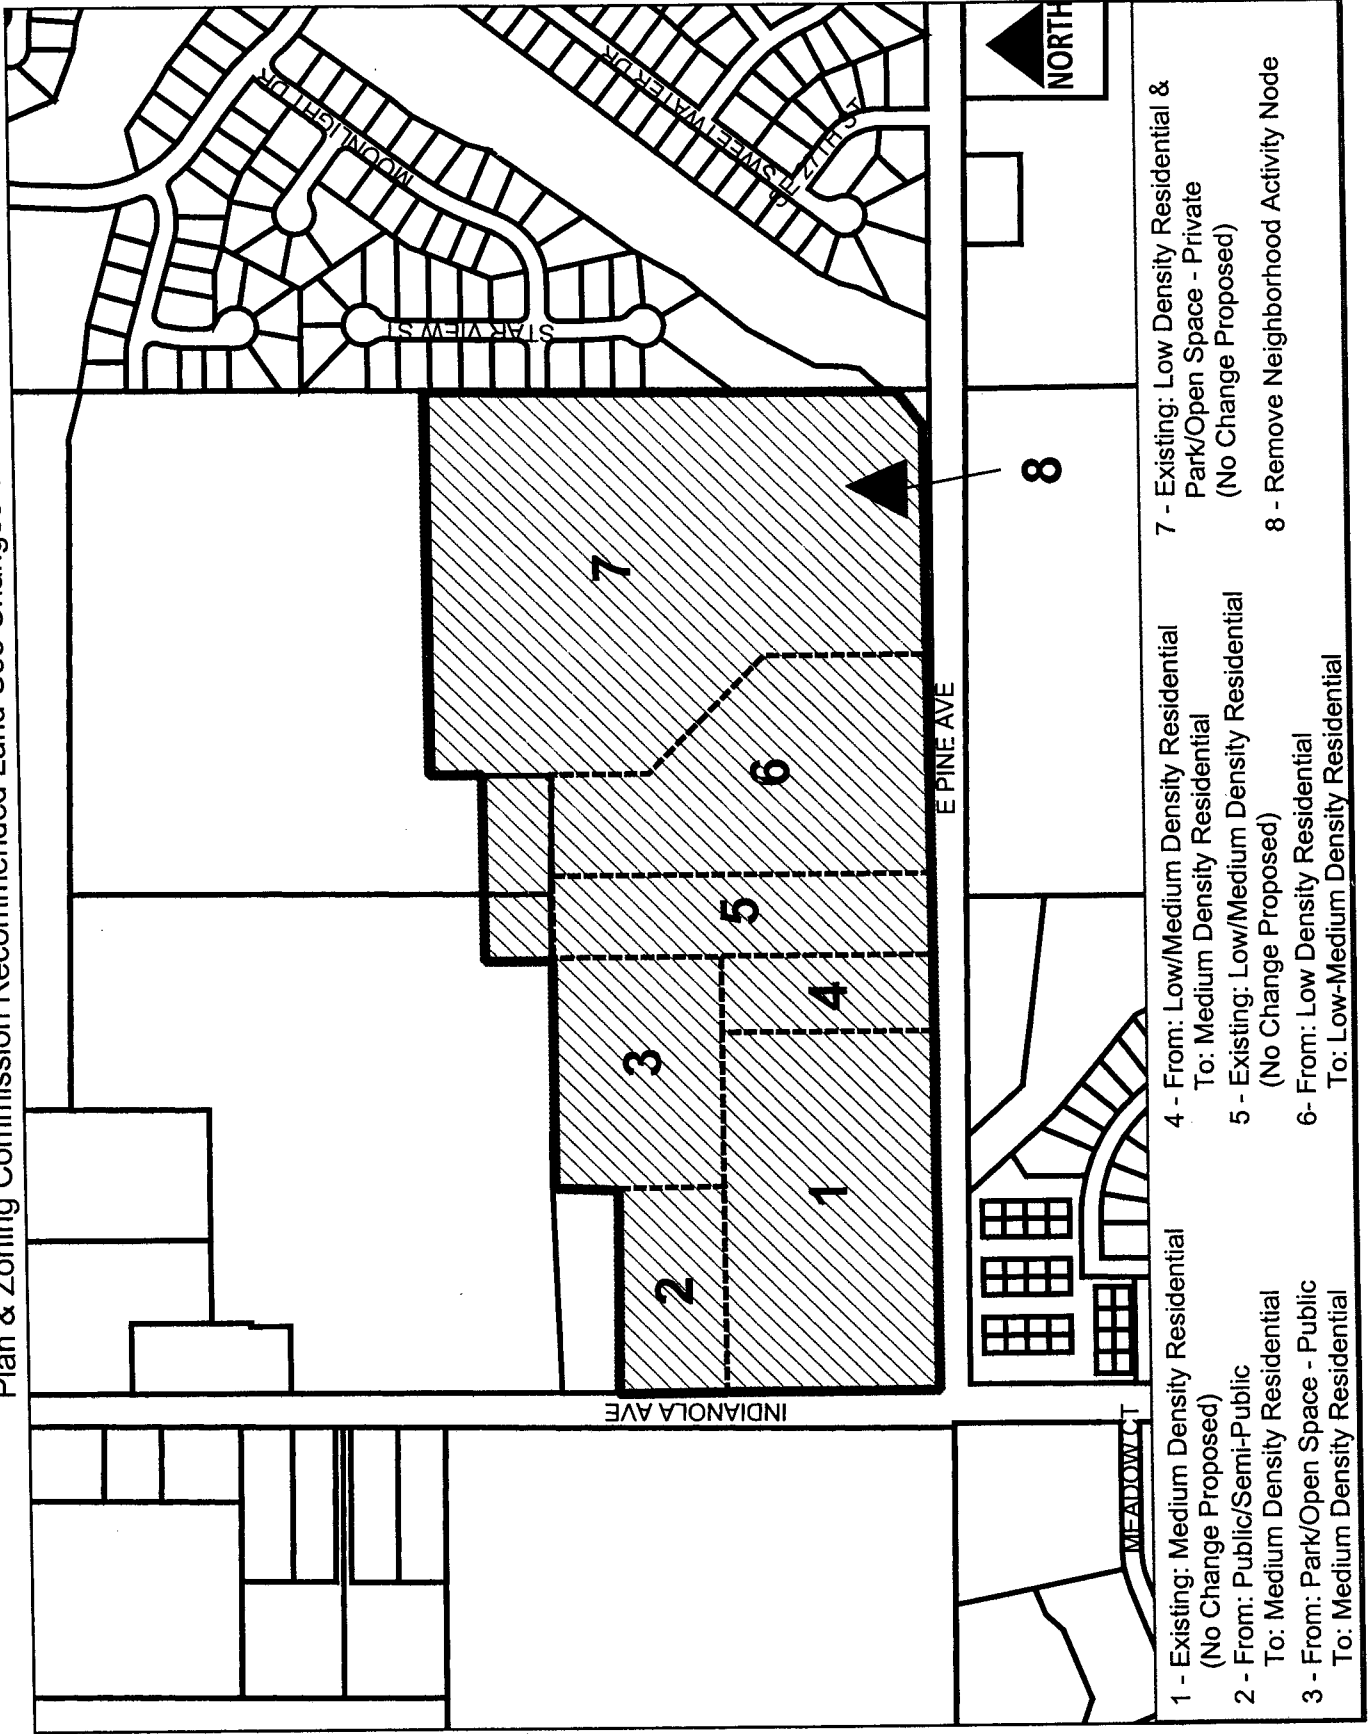 Plan & Zoning Commission Recommended Land Use Changes
MOONLIGHT DR
SWEETWATER DR
STAR VIEW ST
INDIANOLA AVE
E PINE AVE
MEADOW CT
NORTH
1
2
3
4
5
6
7
8
1 - Existing: Medium Density Residential
(No Change Proposed)
2 - From: Public/Semi-Public
To: Medium Density Residential
3 - From: Park/Open Space - Public
To: Medium Density Residential
4 - From: Low/Medium Density Residential
To: Medium Density Residential
5 - Existing: Low/Medium Density Residential
(No Change Proposed)
6- From: Low Density Residential
To: Low-Medium Density Residential
7 - Existing: Low Density Residential &
Park/Open Space - Private
(No Change Proposed)
8 - Remove Neighborhood Activity Node